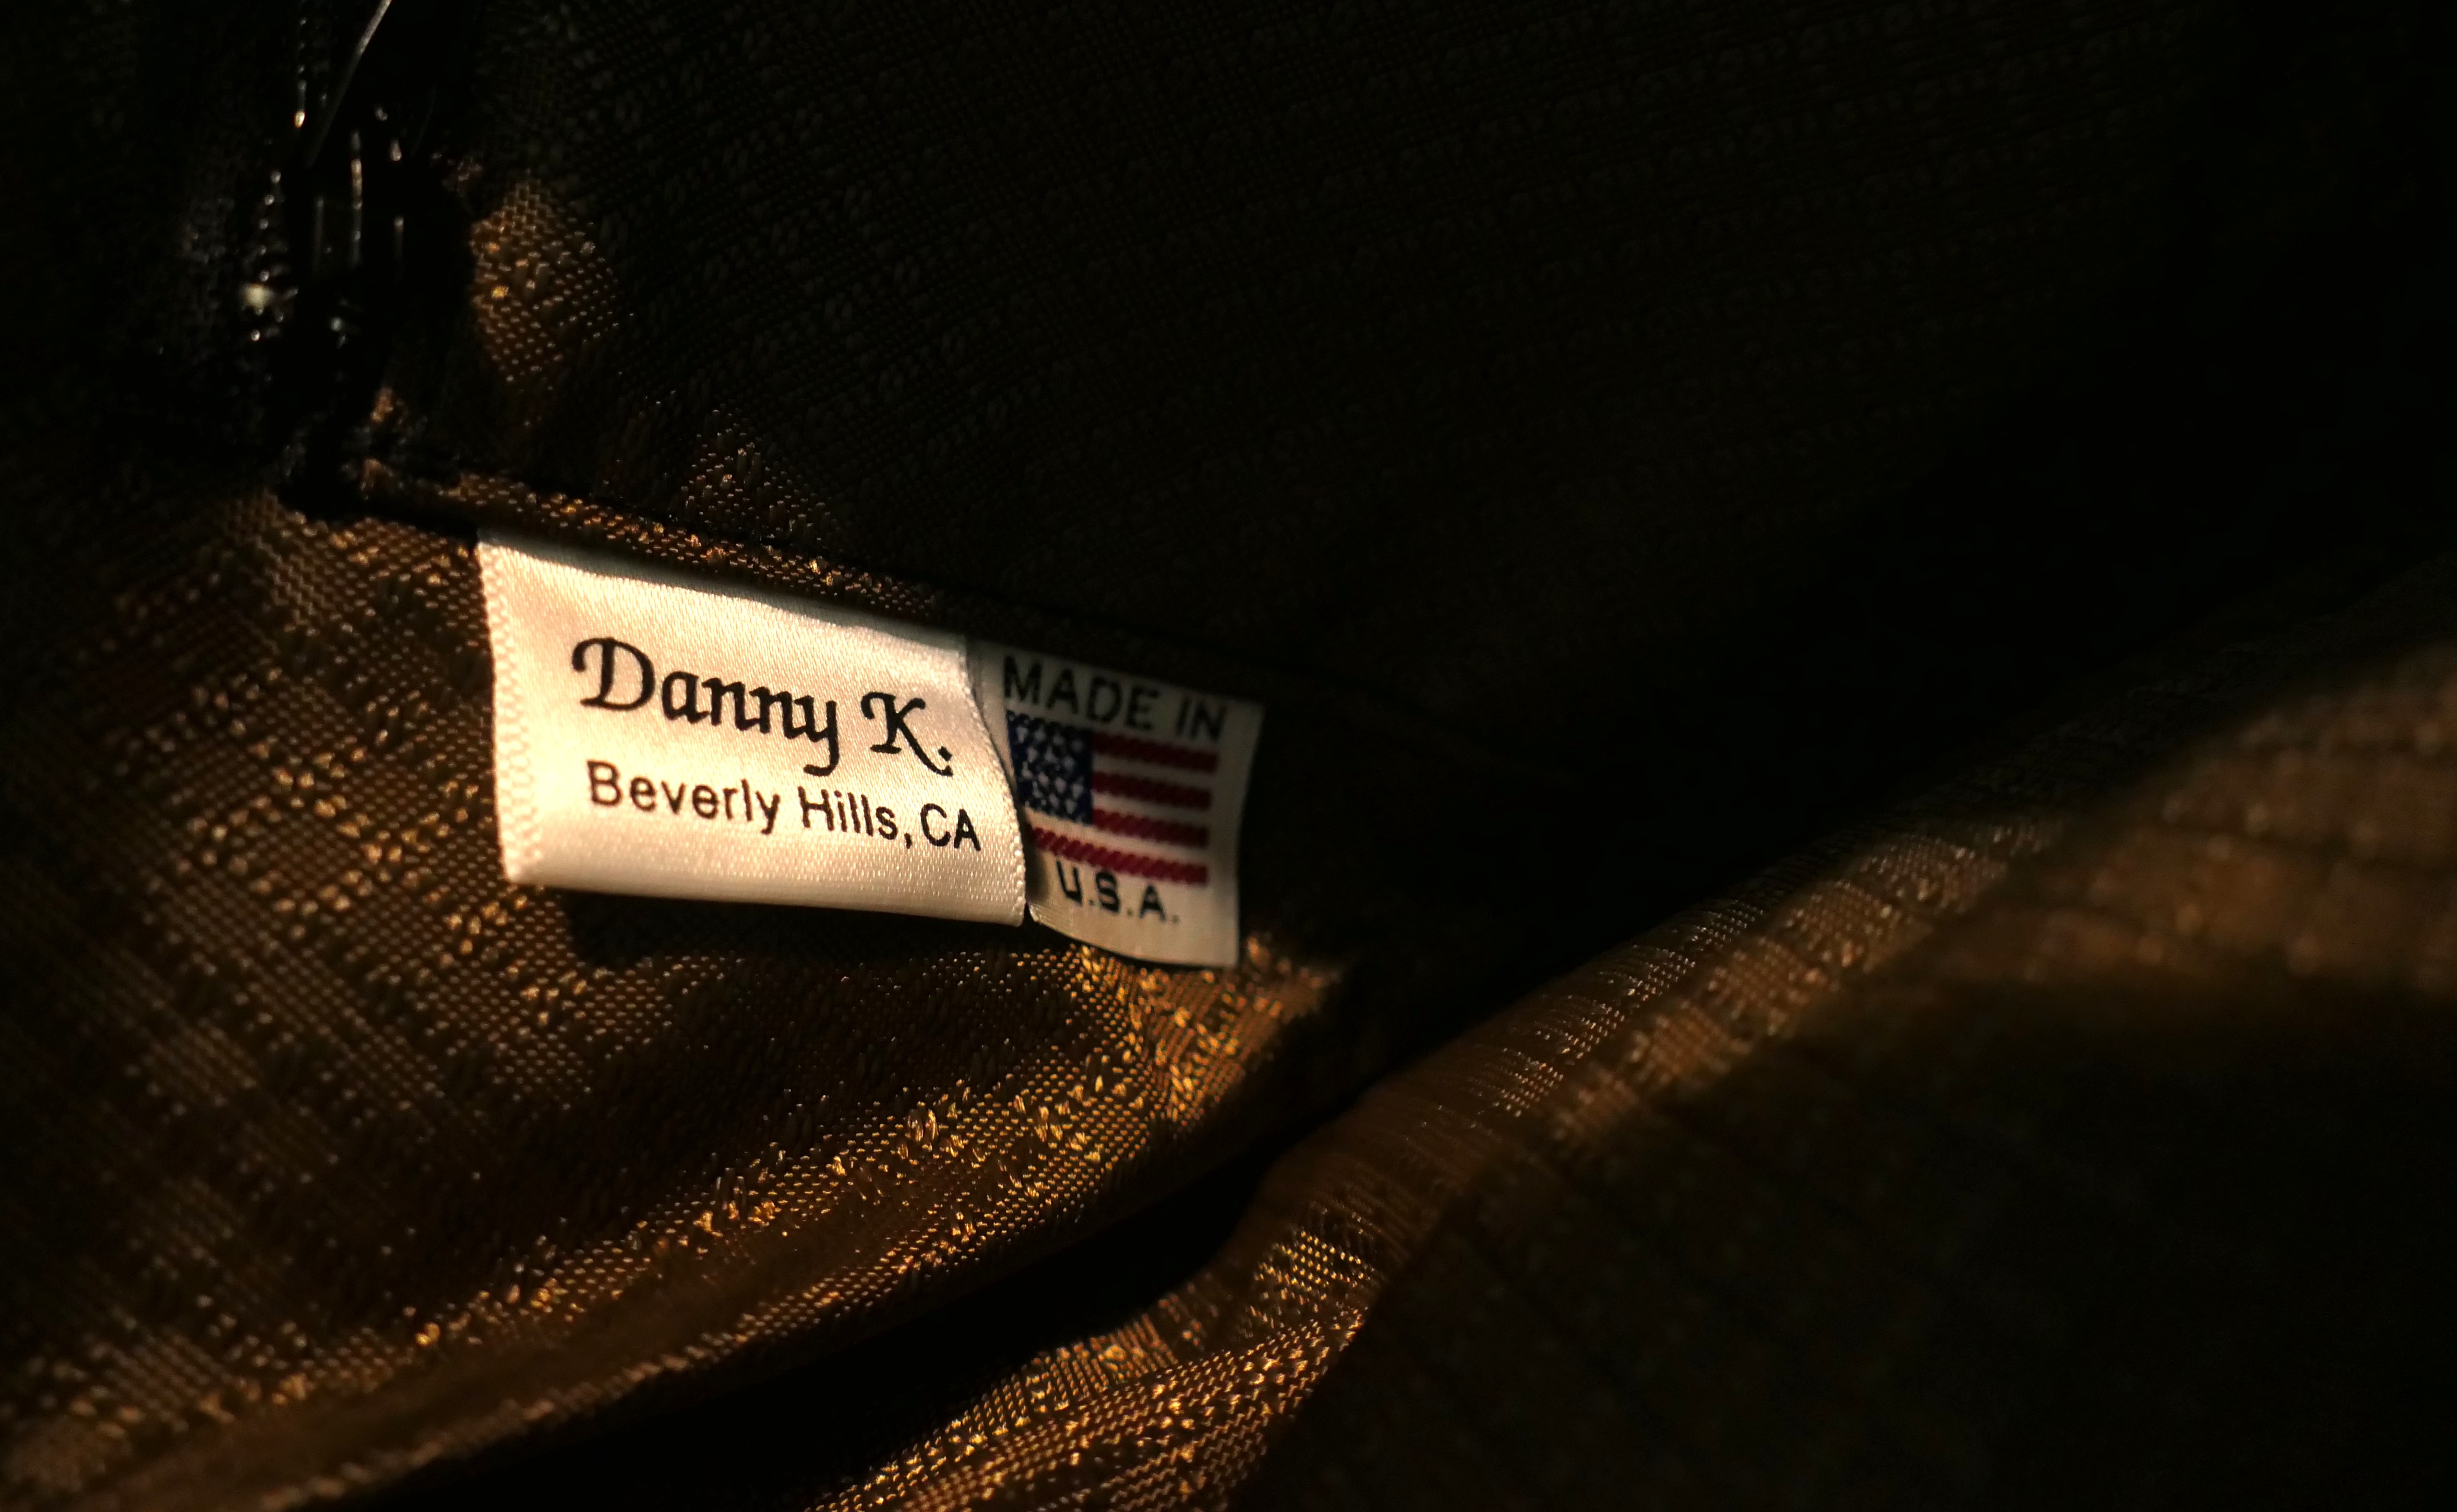 Danny K.
Beverly Hills, CA
MADE IN
U.S.A.